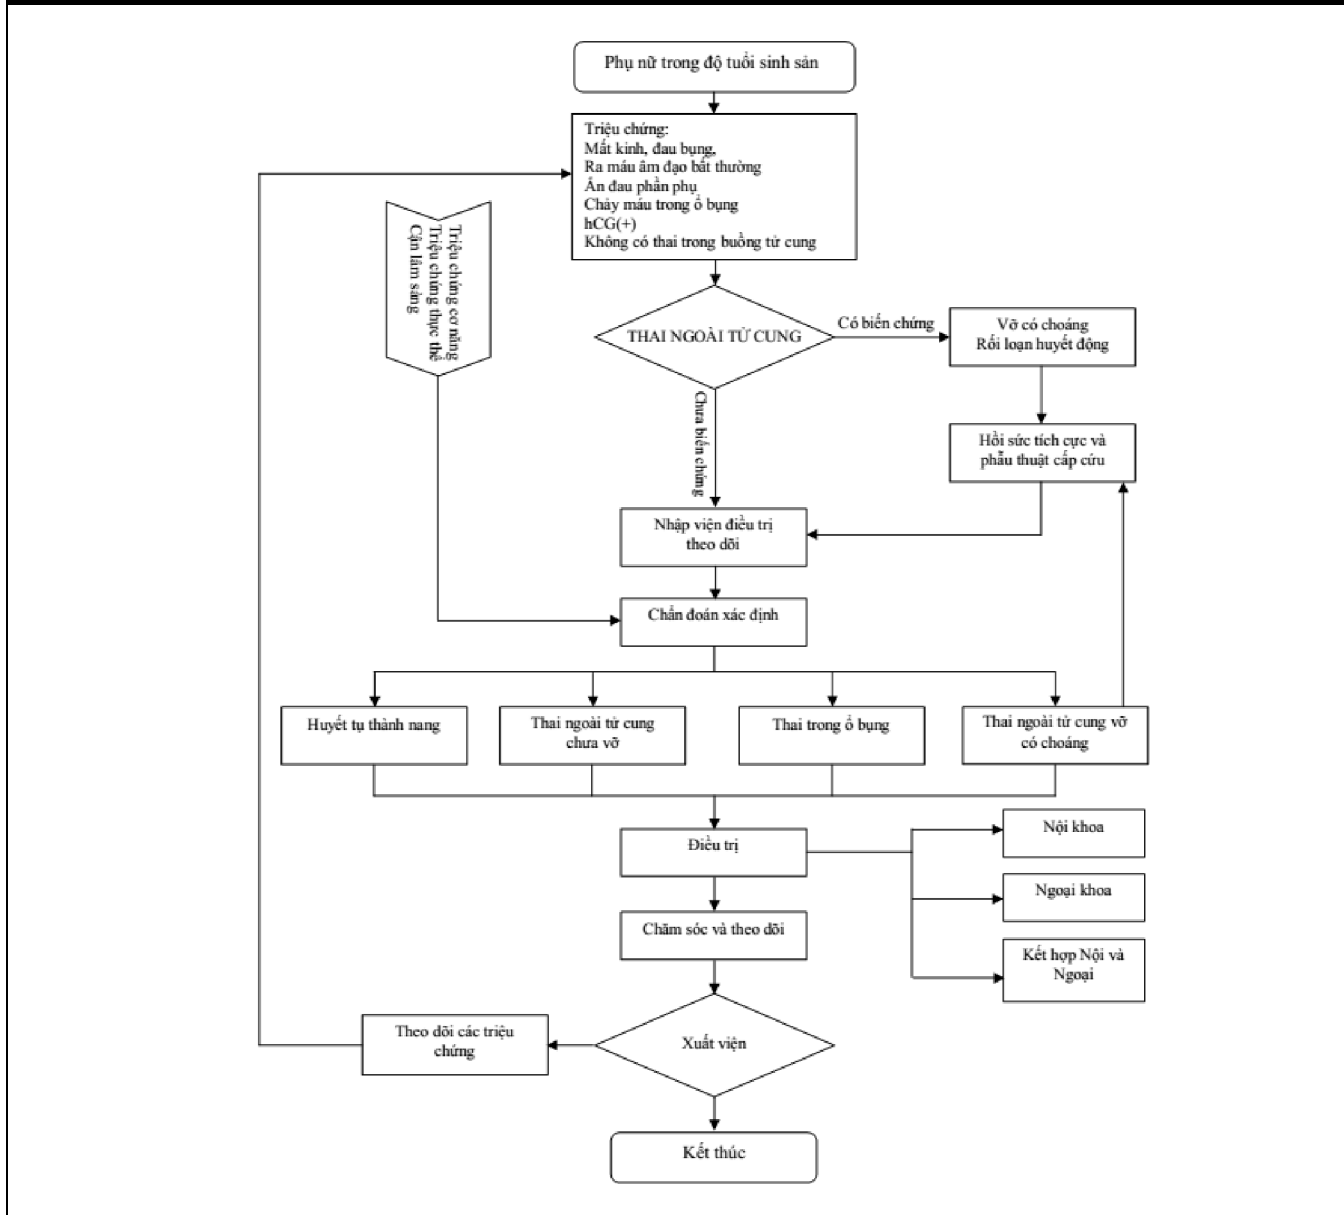 Phụ nữ trong độ tuổi sinh sản
Triệu chứng:
Mất kinh, đau bụng,
Ra máu âm đạo bất thường
Ấn đau phần phụ
Chảy máu trong ổ bụng
hCG(+)
Không có thai trong buồng tử cung
Triệu chứng cơ năng
Triệu chứng thực thể
Cận lâm sàng
THAI NGOÀI TỬ CUNG
Có biến chứng
Vỡ có choáng
Rối loạn huyết động
Chưa biến chứng
Hồi sức tích cực và
phẫu thuật cấp cứu
Nhập viện điều trị
theo dõi
Chẩn đoán xác định
Huyết tụ thành nang
Thai ngoài tử cung
chưa vỡ
Thai trong ổ bụng
Thai ngoài tử cung vỡ
có choáng
Điều trị
Nội khoa
Ngoại khoa
Kết hợp Nội và
Ngoại
Chăm sóc và theo dõi
Xuất viện
Theo dõi các triệu
chứng
Kết thúc